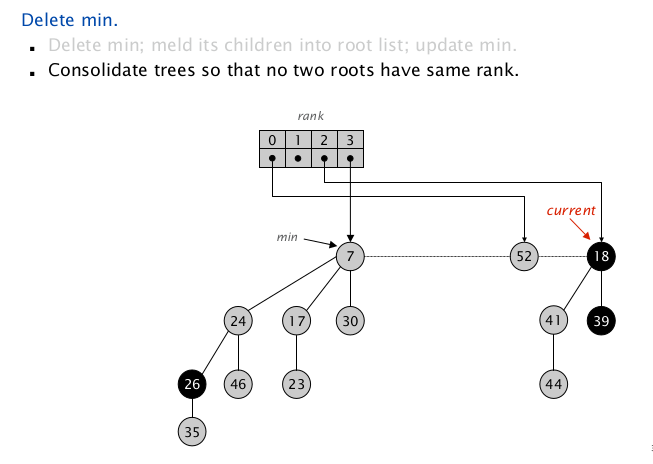 Delete min.
▪ Delete min; meld its children into root list; update min.
▪ Consolidate trees so that no two roots have same rank.
rank
0 1 2 3
current
min
7 52 18
24 17 30 41 39
26 46 23 44
35